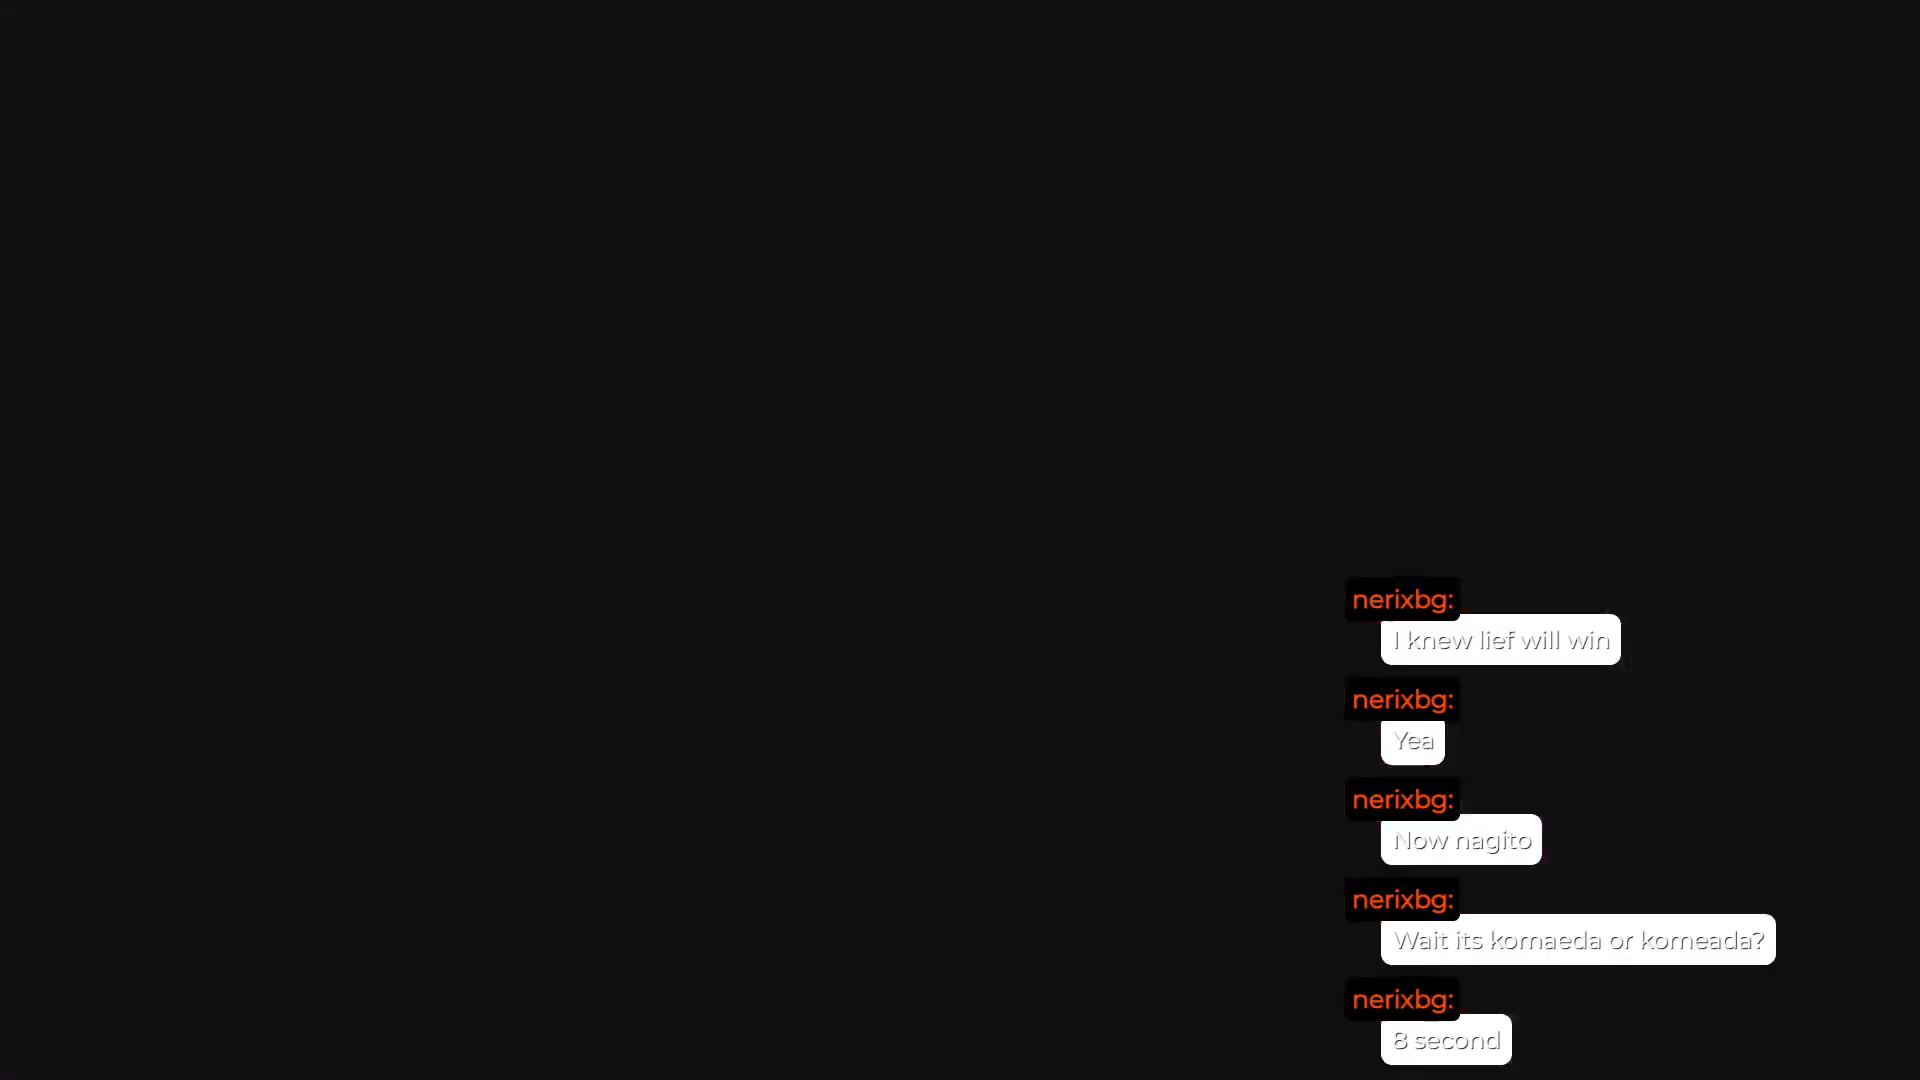 nerixbg:
I knew lief will win
nerixbg:
Yea
nerixbg:
Now nagito
nerixbg:
Wait its komaeda or komeada?
nerixbg:
8 second